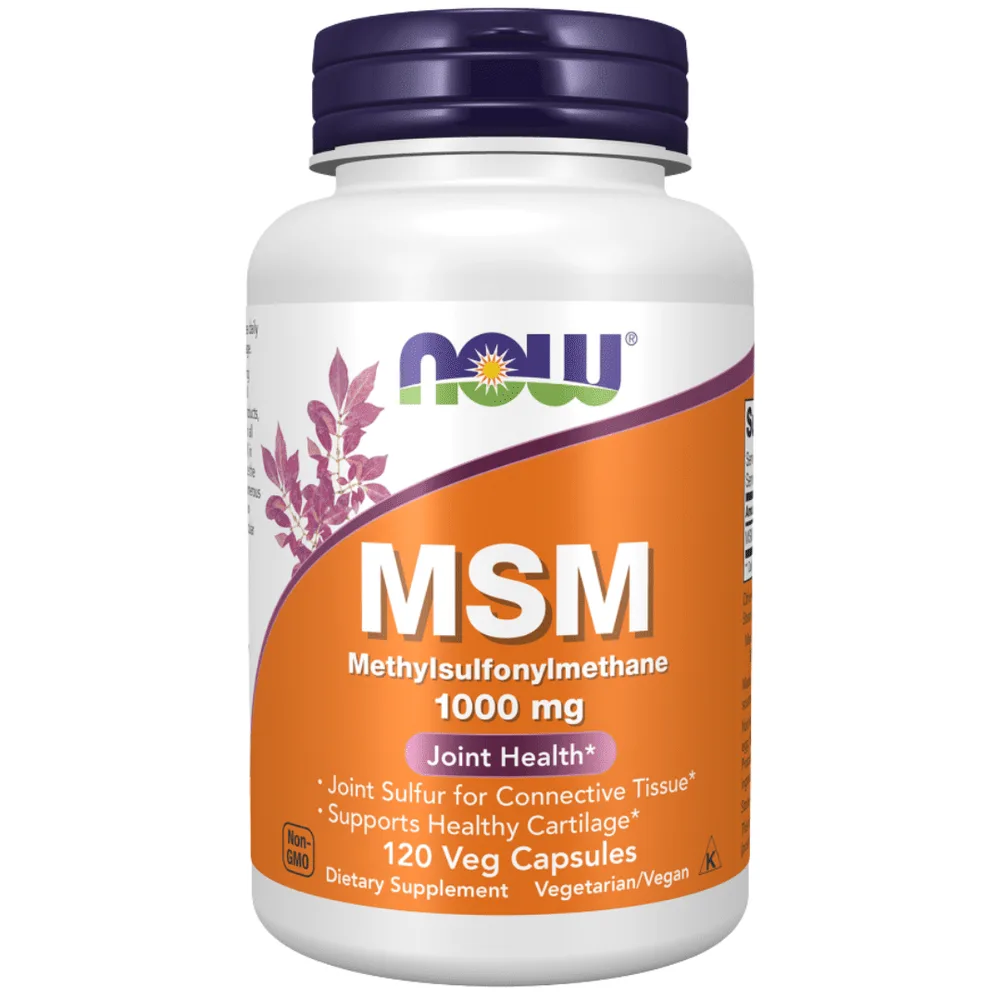 NOW®
MSM
Methylsulfonylmethane
1000 mg
Joint Health*
· Joint Sulfur for Connective Tissue*
· Supports Healthy Cartilage*
120 Veg Capsules
Non-
GMO
Dietary Supplement Vegetarian/Vegan
K